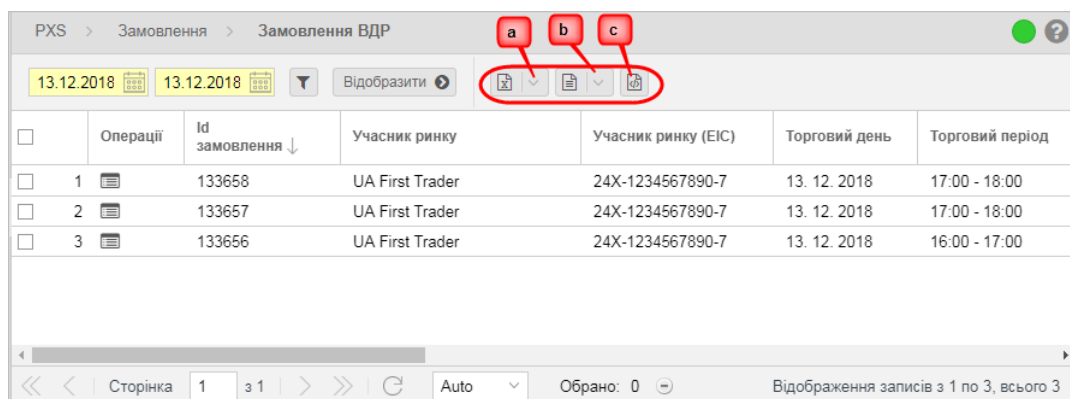 PXS > Замовлення > Замовлення ВДР
a b c
13.12.2018 13.12.2018 Відобразити
Операції Id замовлення Учасник ринку Учасник ринку (EIC) Торговий день Торговий період
1 133658 UA First Trader 24X-1234567890-7 13. 12. 2018 17:00 - 18:00
2 133657 UA First Trader 24X-1234567890-7 13. 12. 2018 17:00 - 18:00
3 133656 UA First Trader 24X-1234567890-7 13. 12. 2018 16:00 - 17:00
Сторінка 1 з 1 Auto Обрано: 0 Відображення записів з 1 по 3, всього 3